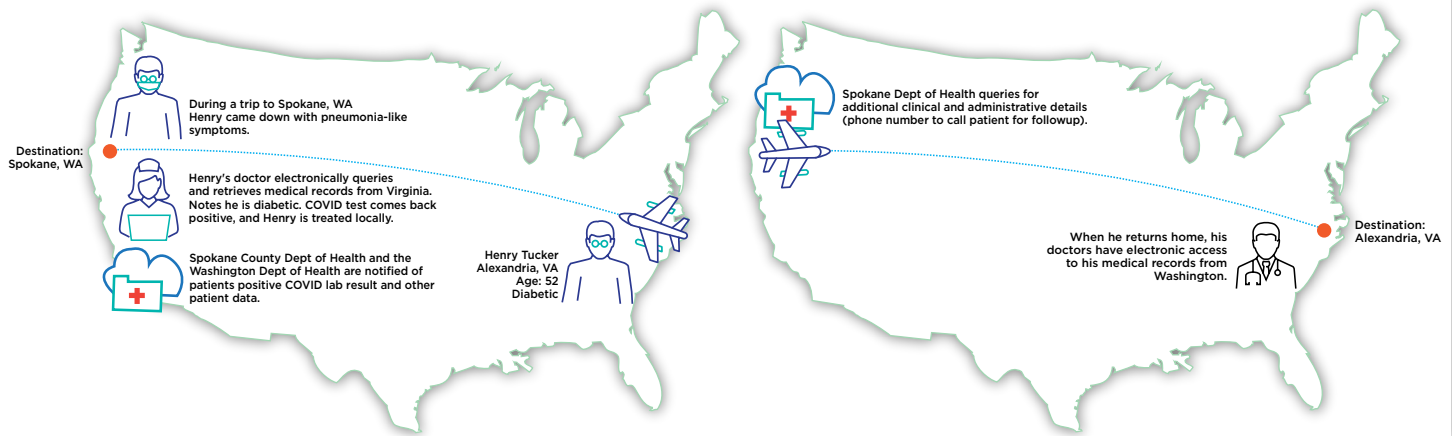 During a trip to Spokane, WA
Henry came down with pneumonia-like
symptoms.
Destination:
Spokane, WA
Henry's doctor electronically queries
and retrieves medical records from Virginia.
Notes he is diabetic. COVID test comes back
positive, and Henry is treated locally.
Spokane County Dept of Health and the
Washington Dept of Health are notified of
patients positive COVID lab result and other
patient data.
Henry Tucker
Alexandria, VA
Age: 52
Diabetic
Spokane Dept of Health queries for
additional clinical and administrative details
(phone number to call patient for followup).
When he returns home, his
doctors have electronic access
to his medical records from
Washington.
Destination:
Alexandria, VA